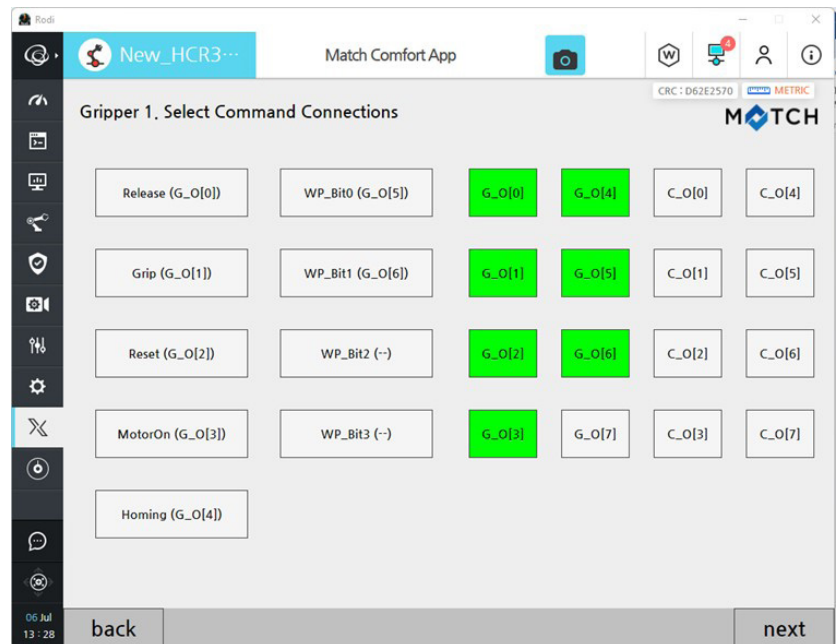 Rodi
New_HCR3...
Match Comfort App
4
CRC : D62E2570
METRIC
Gripper 1. Select Command Connections
MATCH
Release (G_O[0])
WP_Bit0 (G_O[5])
G_O[0]
G_O[4]
C_O[0]
C_O[4]
Grip (G_O[1])
WP_Bit1 (G_O[6])
G_O[1]
G_O[5]
C_O[1]
C_O[5]
Reset (G_O[2])
WP_Bit2 (--)
G_O[2]
G_O[6]
C_O[2]
C_O[6]
MotorOn (G_O[3])
WP_Bit3 (--)
G_O[3]
G_O[7]
C_O[3]
C_O[7]
Homing (G_O[4])
06 Jul
13 : 28
back
next